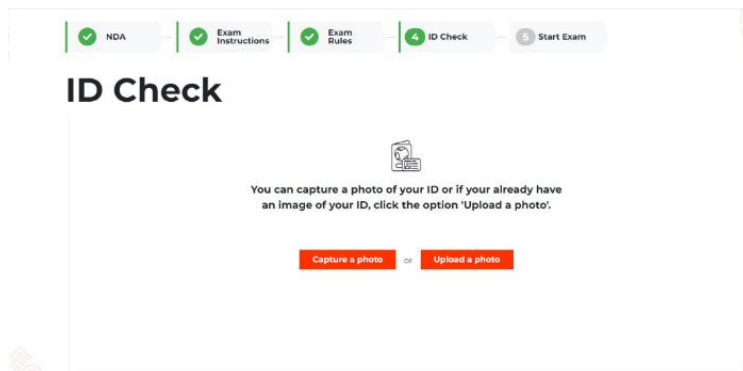 NDA
Exam
Instructions
Exam
Rules
4 ID Check
5 Start Exam
ID Check
You can capture a photo of your ID or if your already have
an image of your ID, click the option 'Upload a photo'.
Capture a photo or Upload a photo